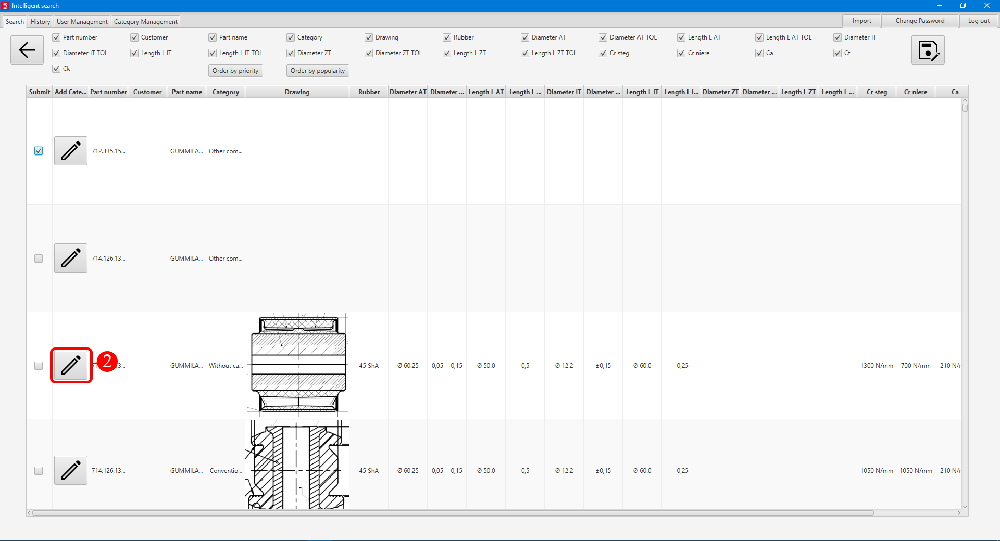 Intelligent search
Search History User Management Category Management Import Change Password Log out
Part number Customer Part name Category Drawing Rubber Diameter AT Diameter AT TOL Length L AT Length L AT TOL Diameter IT
Diameter IT TOL Length L IT Length L IT TOL Diameter ZT Diameter ZT TOL Length L ZT Length L ZT TOL Cr steg Cr niere Ca Ct
Ck Order by priority Order by popularity
Submit Add Cate... Part number Customer Part name Category Drawing Rubber Diameter AT Diameter ... Length L AT Length L ... Diameter IT Diameter ... Length L IT Length L I... Diameter ZT Diameter ... Length L ZT Length L ... Cr steg Cr niere Ca
712.335.15... GUMMILA... Other com...
714.126.13... GUMMILA... Other com...
2 GUMMILA... Without ca... 45 ShA Ø 60.25 0,05 -0,15 Ø 50.0 0,5 Ø 12.2 ±0,15 Ø 60.0 -0,25 1300 N/mm 700 N/mm 210 N/
714.126.13... GUMMILA... Conventio... 45 ShA Ø 60.25 0,05 -0,15 Ø 50.0 0,5 Ø 12.2 ±0,15 Ø 60.0 -0,25 1050 N/mm 1050 N/mm 210 N/